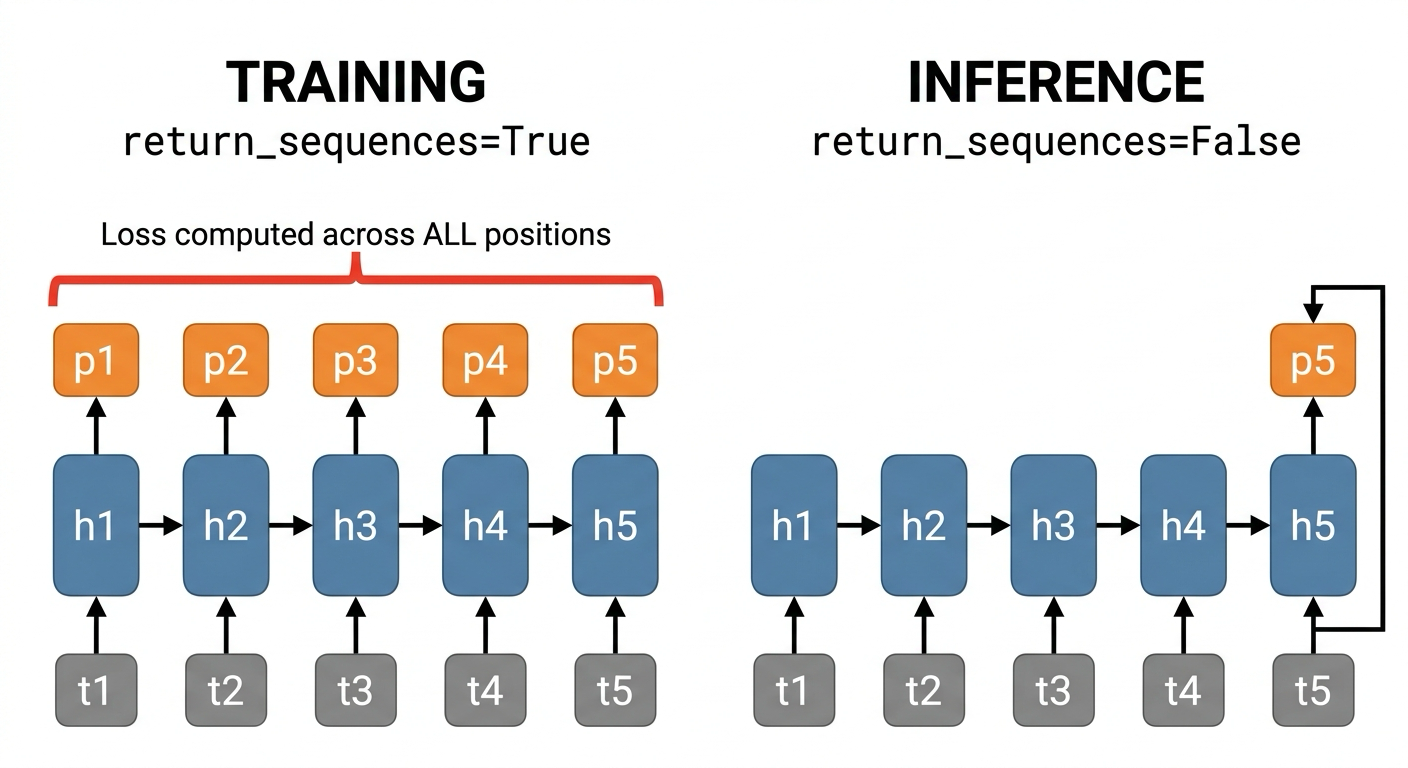 TRAINING
return_sequences=True
Loss computed across ALL positions
p1 p2 p3 p4 p5
h1 h2 h3 h4 h5
t1 t2 t3 t4 t5
INFERENCE
return_sequences=False
p5
h1 h2 h3 h4 h5
t1 t2 t3 t4 t5